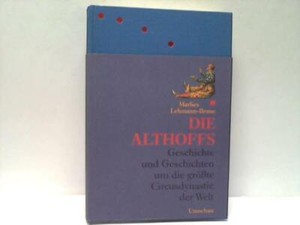 Marlies
Lehmann-Brune
DIE
ALTHOFFS
Geschichte
und Geschichten
um die größte
Circusdynastie
der Welt
Umschau